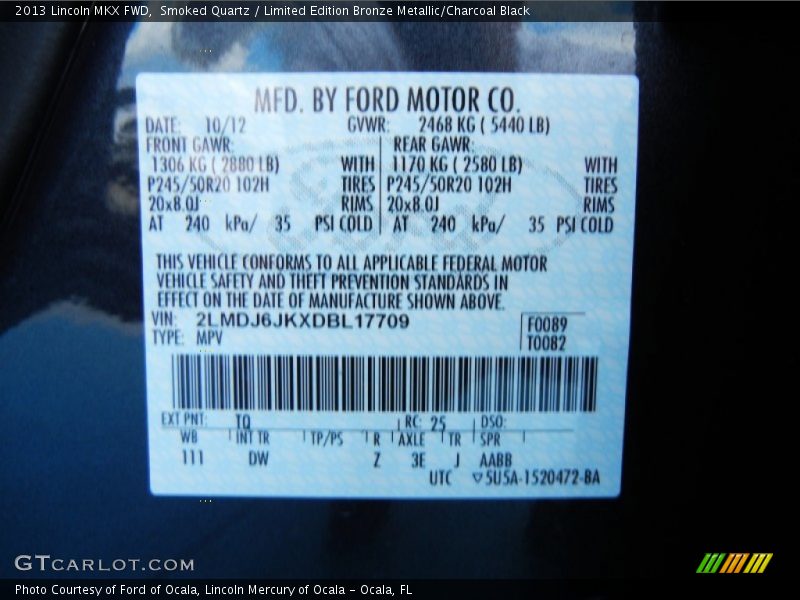 2013 Lincoln MKX FWD, Smoked Quartz / Limited Edition Bronze Metallic/Charcoal Black
MFD. BY FORD MOTOR CO.
DATE: 10/12 GVWR: 2468 KG ( 5440 LB)
FRONT GAWR: REAR GAWR:
1306 KG ( 2880 LB) WITH 1170 KG ( 2580 LB) WITH
P245/50R20 102H TIRES P245/50R20 102H TIRES
20x8.0J RIMS 20x8.0J RIMS
AT 240 kPa/ 35 PSI COLD AT 240 kPa/ 35 PSI COLD
THIS VEHICLE CONFORMS TO ALL APPLICABLE FEDERAL MOTOR
VEHICLE SAFETY AND THEFT PREVENTION STANDARDS IN
EFFECT ON THE DATE OF MANUFACTURE SHOWN ABOVE.
VIN: 2LMDJ6JKXDBL17709 F0089
TYPE: MPV T0082
EXT PNT: TQ RC: 25 DSO:
WB INT TR TP/PS R AXLE TR SPR
111 DW Z 3E J AABB
UTC ▽5U5A-1520472-BA
GTCARLOT.COM
Photo Courtesy of Ford of Ocala, Lincoln Mercury of Ocala - Ocala, FL